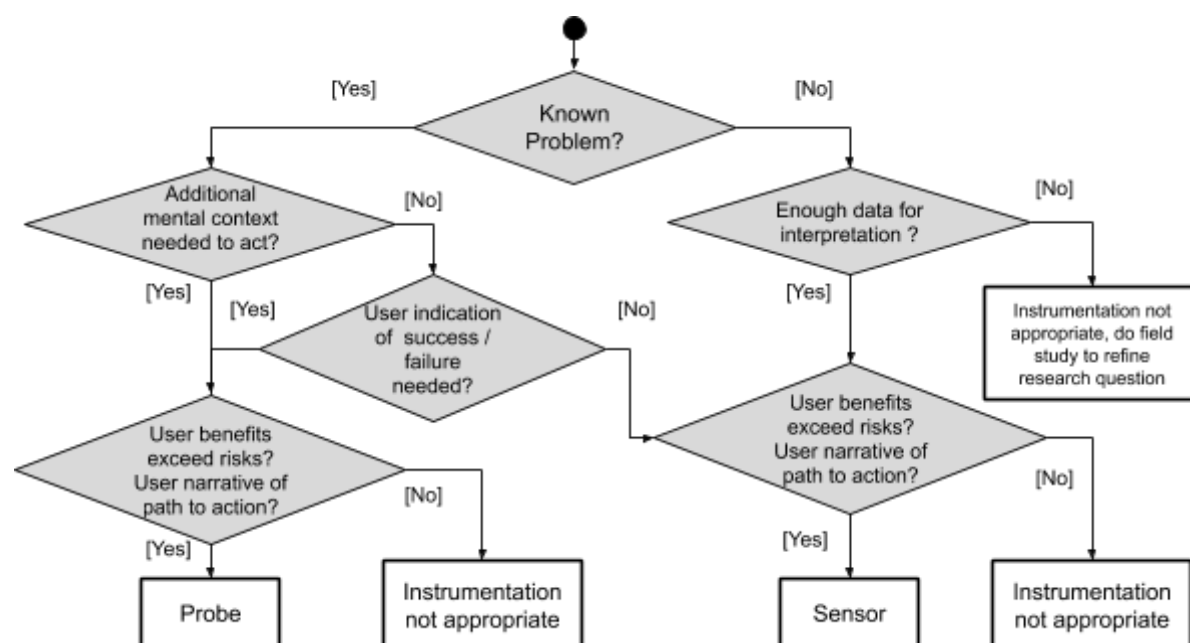 [Yes]
[No]
Known
Problem?
Additional
mental context
needed to act?
[No]
Enough data for
interpretation ?
[No]
[Yes]
[Yes]
User indication
of success /
failure
needed?
[No]
[Yes]
Instrumentation not
appropriate, do field
study to refine
research question
User benefits
exceed risks?
User narrative of
path to action?
[No]
User benefits
exceed risks?
User narrative of
path to action?
[No]
[Yes]
[Yes]
Probe
Instrumentation
not appropriate
Sensor
Instrumentation
not appropriate